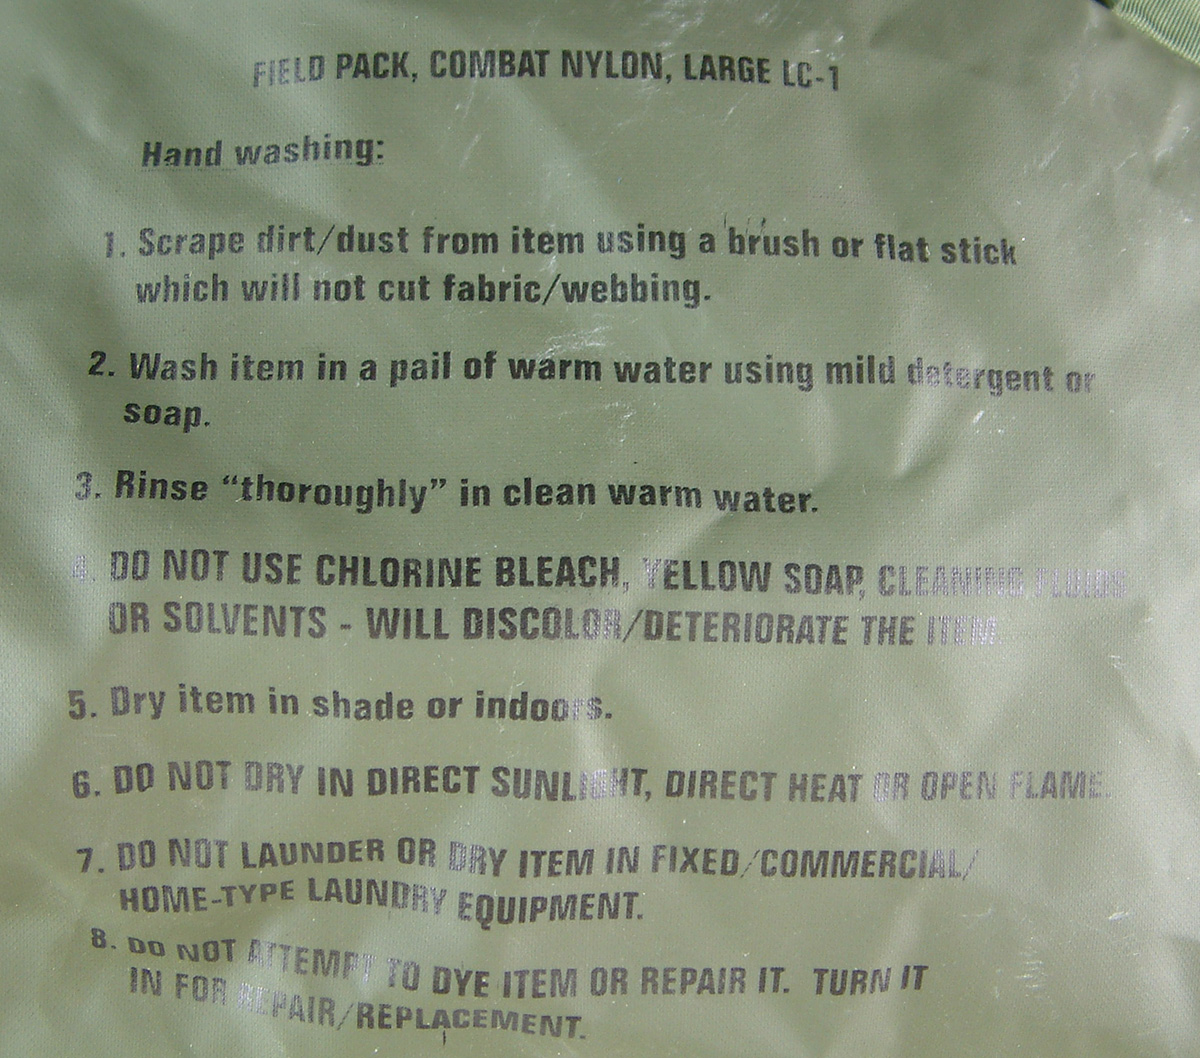 FIELD PACK, COMBAT NYLON, LARGE LC-1
Hand washing:
1. Scrape dirt/dust from item using a brush or flat stick
which will not cut fabric/webbing.
2. Wash item in a pail of warm water using mild detergent or
soap.
3. Rinse “thoroughly” in clean warm water.
4. DO NOT USE CHLORINE BLEACH, YELLOW SOAP, CLEANING FLUIDS
OR SOLVENTS - WILL DISCOLOR/DETERIORATE THE ITEM.
5. Dry item in shade or indoors.
6. DO NOT DRY IN DIRECT SUNLIGHT, DIRECT HEAT OR OPEN FLAME.
7. DO NOT LAUNDER OR DRY ITEM IN FIXED/COMMERCIAL/
HOME-TYPE LAUNDRY EQUIPMENT.
8. DO NOT ATTEMPT TO DYE ITEM OR REPAIR IT. TURN IT
IN FOR REPAIR/REPLACEMENT.